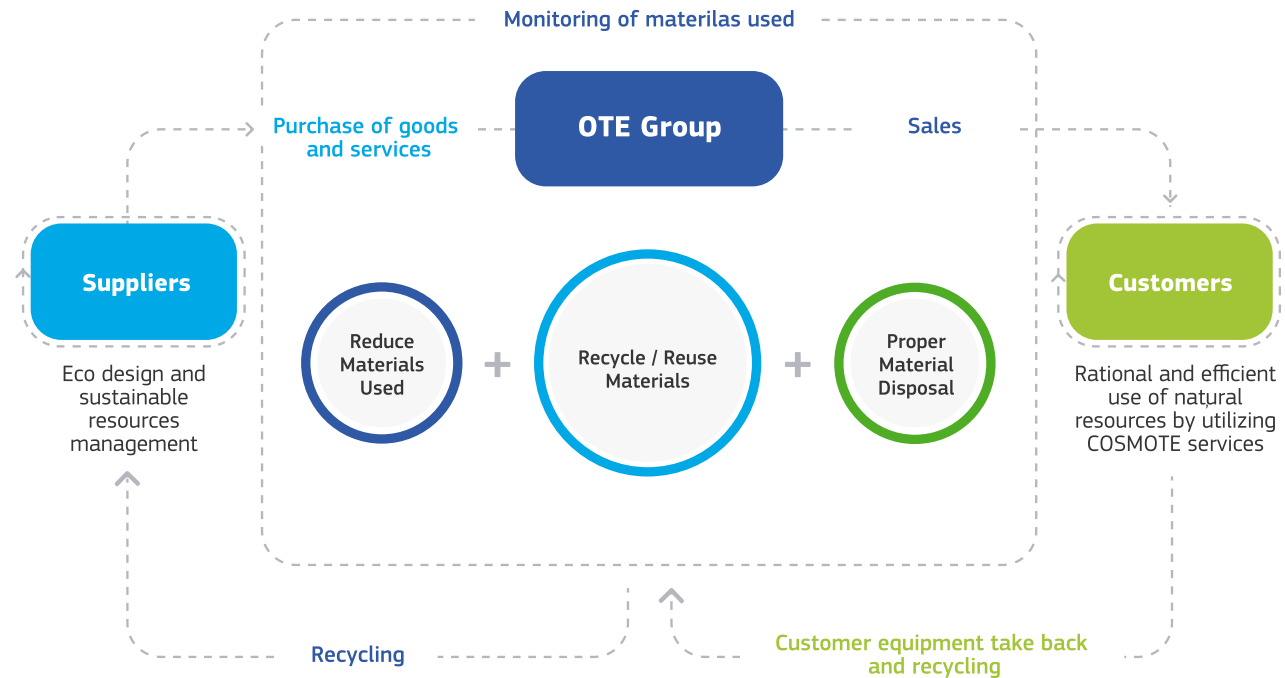 Monitoring of materilas used
Purchase of goods
and services
OTE Group
Sales
Suppliers
Customers
Reduce
Materials
Used
+
Recycle / Reuse
Materials
+
Proper
Material
Disposal
Eco design and
sustainable
resources
management
Rational and efficient
use of natural
resources by utilizing
COSMOTE services
Recycling
Customer equipment take back
and recycling